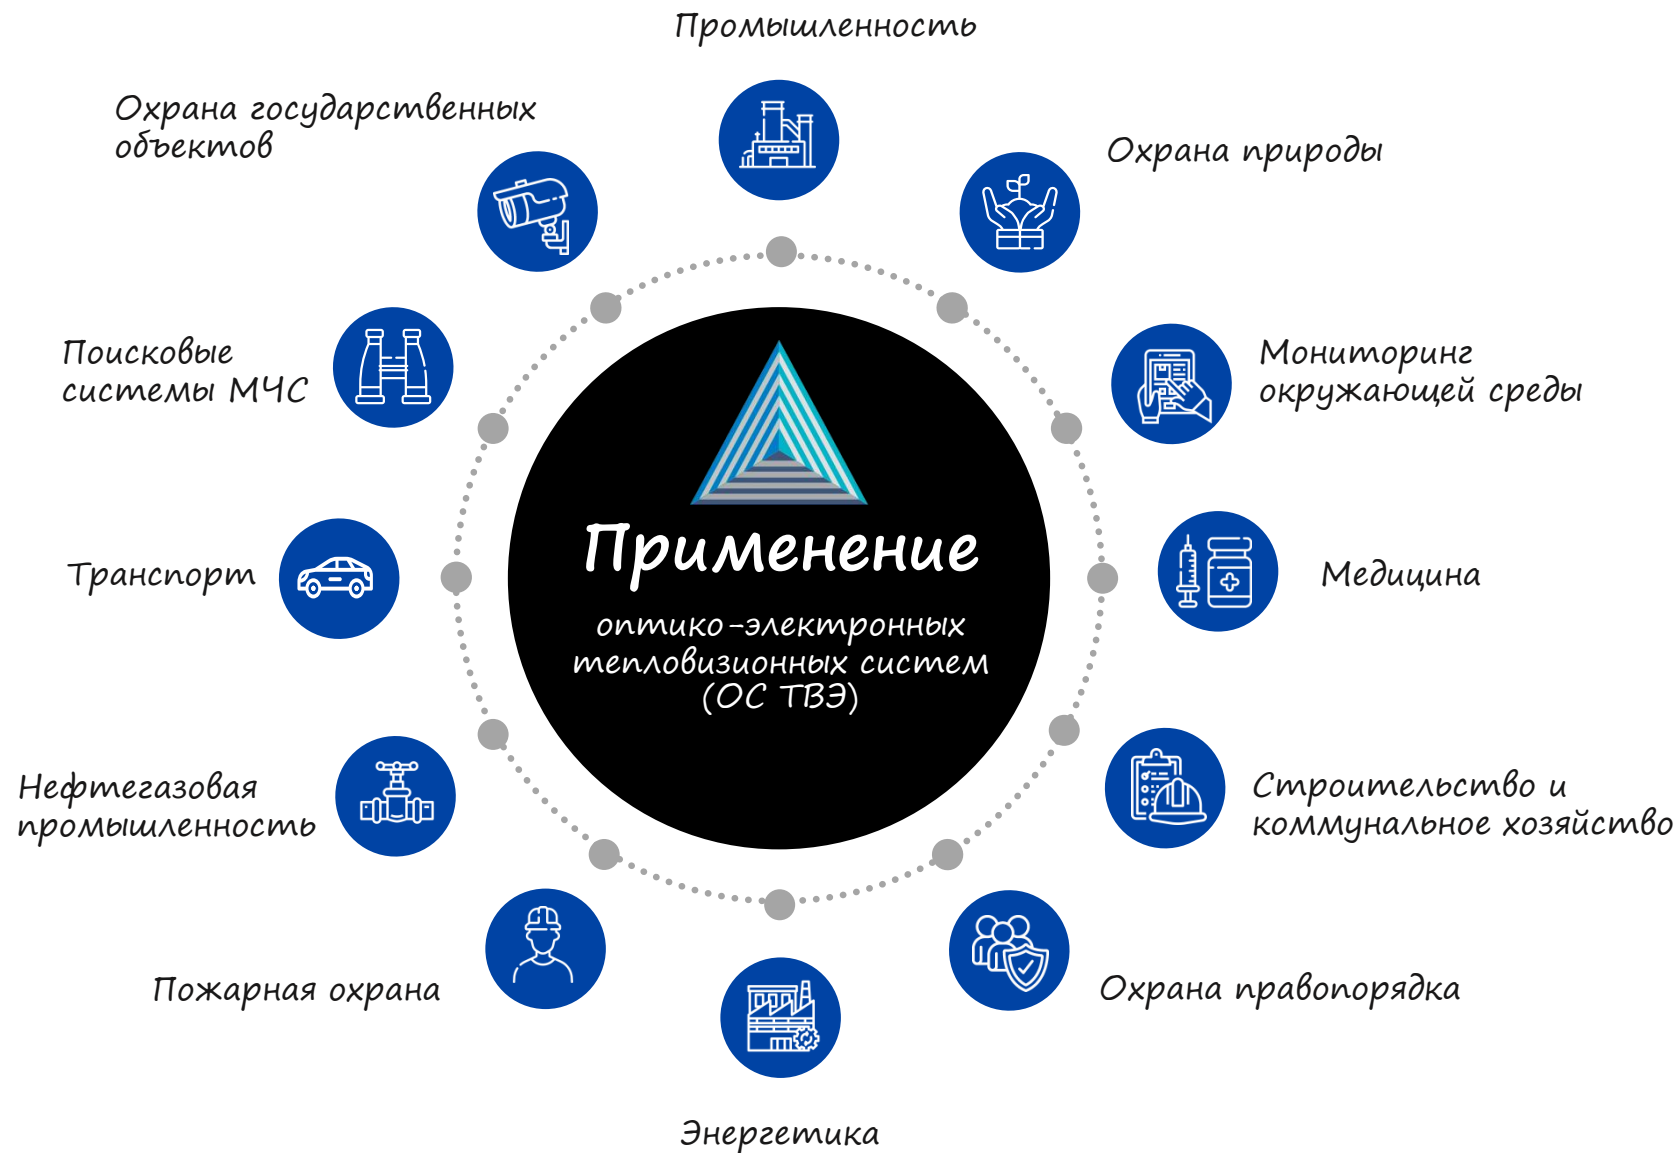 Промышленность
Охрана государственных
объектов
Охрана природы
Поисковые
системы МЧС
Мониторинг
окружающей среды
Применение
оптико-электронных
тепловизионных систем
(ОС ТВЭ)
Транспорт
Медицина
Нефтегазовая
промышленность
Строительство и
коммунальное хозяйство
Пожарная охрана
Охрана правопорядка
Энергетика